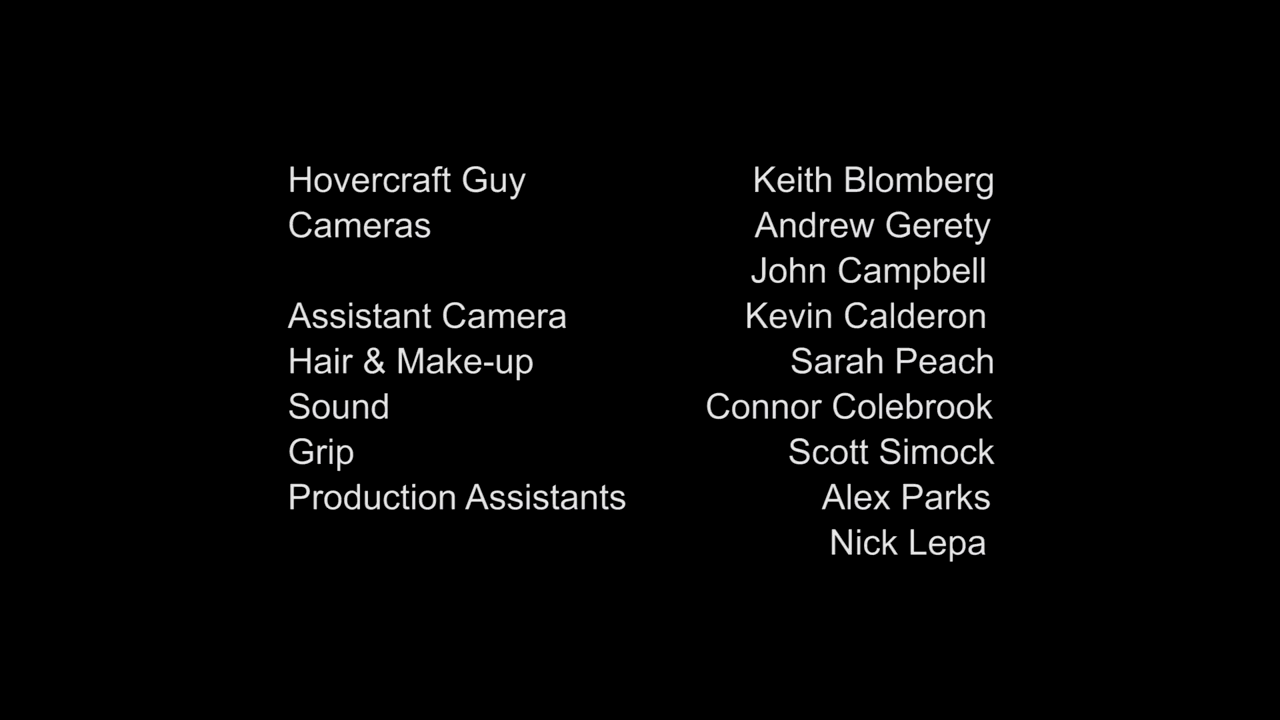 Hovercraft Guy Keith Blomberg
Cameras Andrew Gerety
John Campbell
Assistant Camera Kevin Calderon
Hair & Make-up Sarah Peach
Sound Connor Colebrook
Grip Scott Simock
Production Assistants Alex Parks
Nick Lepa